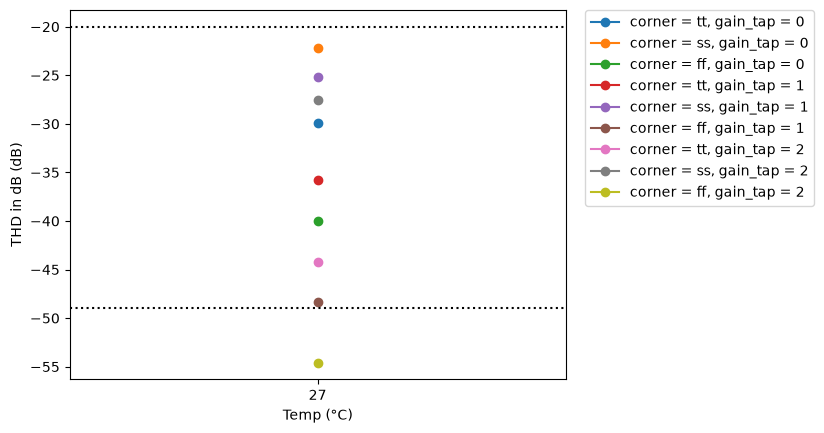 THD in dB (dB)
−20
−25
−30
−35
−40
−45
−50
−55
27
Temp (°C)
corner = tt, gain_tap = 0
corner = ss, gain_tap = 0
corner = ff, gain_tap = 0
corner = tt, gain_tap = 1
corner = ss, gain_tap = 1
corner = ff, gain_tap = 1
corner = tt, gain_tap = 2
corner = ss, gain_tap = 2
corner = ff, gain_tap = 2